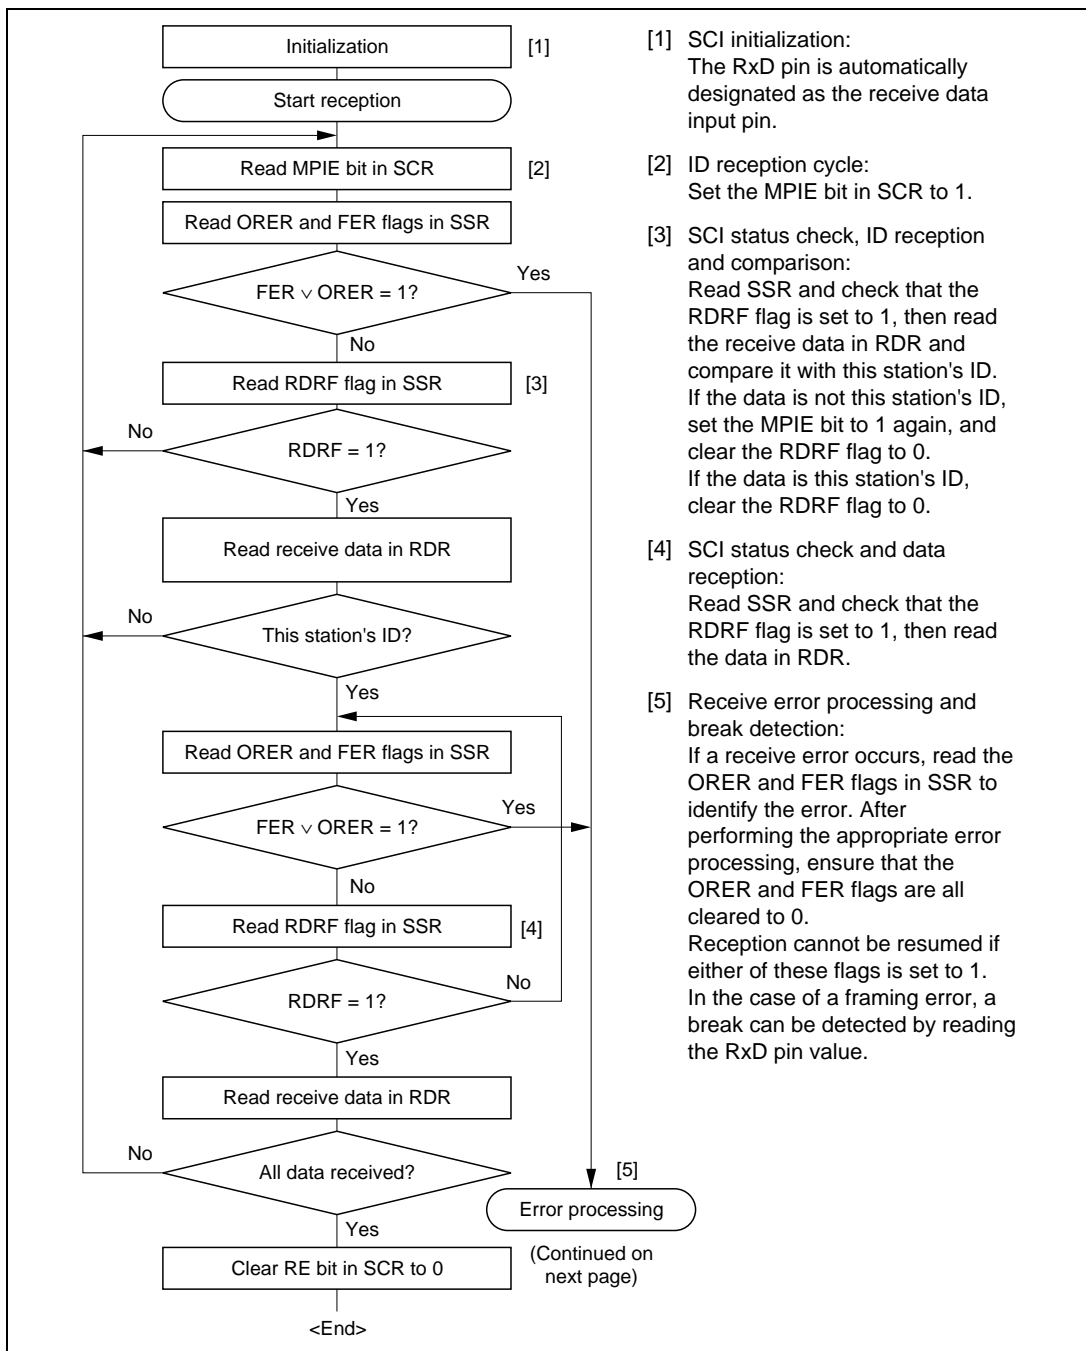 Initialization
[1]
Start reception
Read MPIE bit in SCR
[2]
Read ORER and FER flags in SSR
FER ∨ ORER = 1?
Yes
No
Read RDRF flag in SSR
[3]
No
RDRF = 1?
Yes
Read receive data in RDR
No
This station's ID?
Yes
Read ORER and FER flags in SSR
Yes
FER ∨ ORER = 1?
No
Read RDRF flag in SSR
[4]
No
RDRF = 1?
Yes
Read receive data in RDR
No
All data received?
[5]
Error processing
Yes
(Continued on
next page)
Clear RE bit in SCR to 0
<End>
[1] SCI initialization:
The RxD pin is automatically
designated as the receive data
input pin.
[2] ID reception cycle:
Set the MPIE bit in SCR to 1.
[3] SCI status check, ID reception
and comparison:
Read SSR and check that the
RDRF flag is set to 1, then read
the receive data in RDR and
compare it with this station's ID.
If the data is not this station's ID,
set the MPIE bit to 1 again, and
clear the RDRF flag to 0.
If the data is this station's ID,
clear the RDRF flag to 0.
[4] SCI status check and data
reception:
Read SSR and check that the
RDRF flag is set to 1, then read
the data in RDR.
[5] Receive error processing and
break detection:
If a receive error occurs, read the
ORER and FER flags in SSR to
identify the error. After
performing the appropriate error
processing, ensure that the
ORER and FER flags are all
cleared to 0.
Reception cannot be resumed if
either of these flags is set to 1.
In the case of a framing error, a
break can be detected by reading
the RxD pin value.